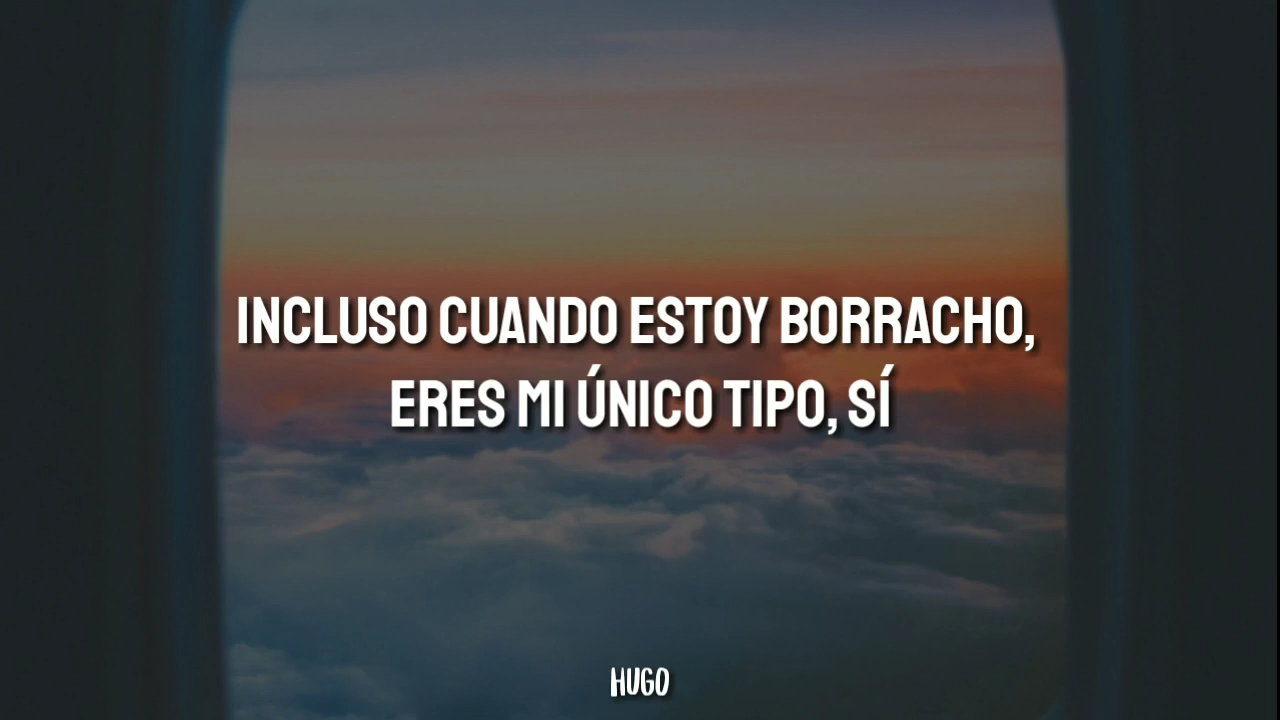 INCLUSO CUANDO ESTOY BORRACHO,
ERES MI ÚNICO TIPO, SÍ
HUGO